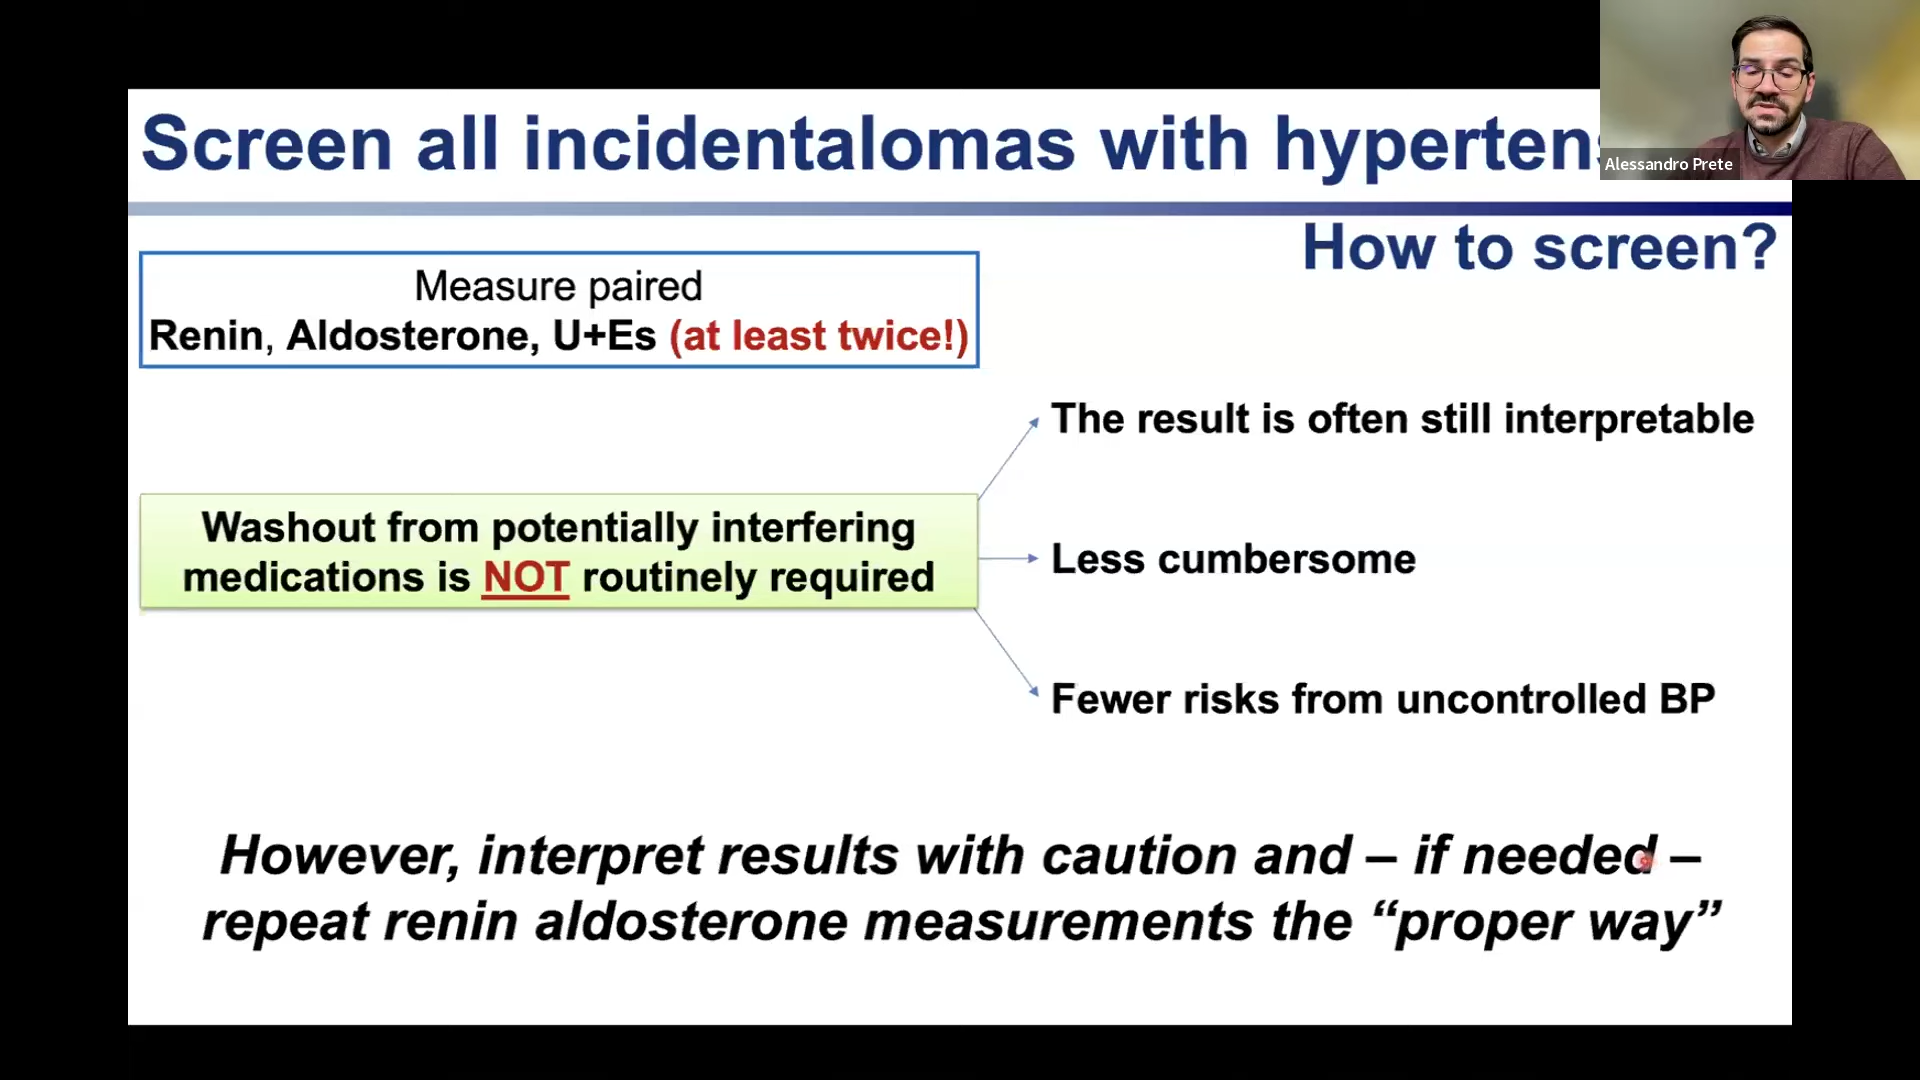 Screen all incidentalomas with hyperten
Alessandro Prete
How to screen?
Measure paired
Renin, Aldosterone, U+Es (at least twice!)
The result is often still interpretable
Washout from potentially interfering
medications is NOT routinely required
Less cumbersome
Fewer risks from uncontrolled BP
However, interpret results with caution and – if needed –
repeat renin aldosterone measurements the “proper way”